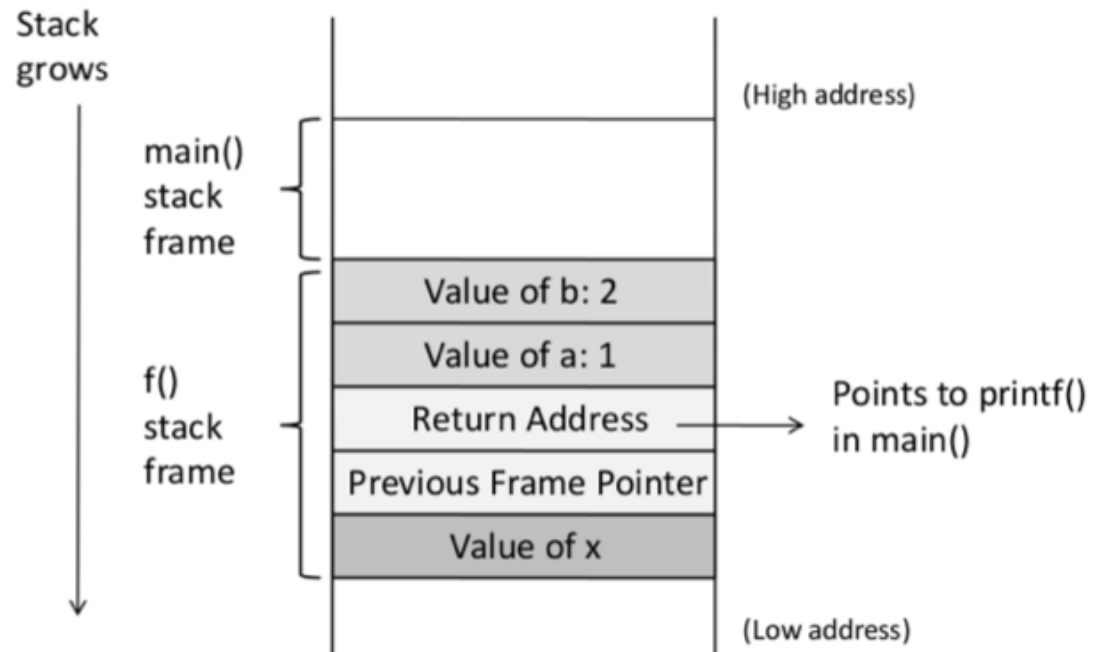 Stack
grows
(High address)
main()
stack
frame
Value of b: 2
Value of a: 1
f()
stack
frame
Return Address
Points to printf()
in main()
Previous Frame Pointer
Value of x
(Low address)